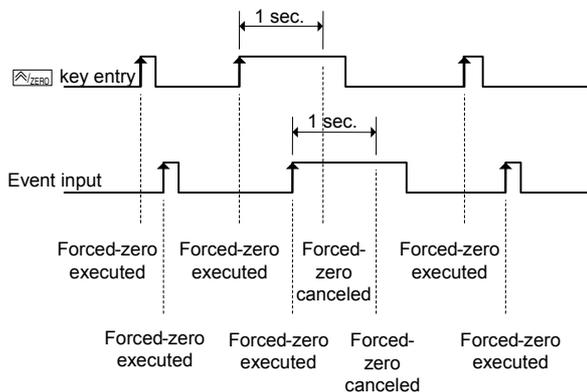 1 sec.
/ZERO key entry
1 sec.
Event input
Forced-zero executed
Forced-zero executed
Forced-zero canceled
Forced-zero executed
Forced-zero executed
Forced-zero executed
Forced-zero canceled
Forced-zero executed